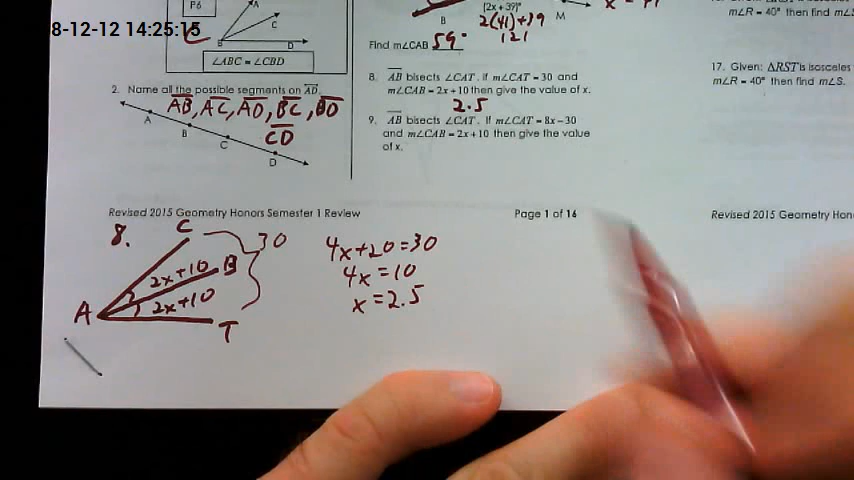 8-12-12 14:25:15
P6
A
C
B
D
∠ABC = ∠CBD
2. Name all the possible segments on AD.
AB, AC, AD, BC, BD
CD
A
B
C
D
B
[2x + 39]°
M
2(41)+39
121
Find m∠CAB 59°
8. AB bisects ∠CAT. If m∠CAT = 30 and
m∠CAB = 2x + 10 then give the value of x.
2.5
9. AB bisects ∠CAT. If m∠CAT = 8x − 30
and m∠CAB = 2x + 10 then give the value
of x.
m∠R = 40° then find m∠S
17. Given: ΔRST is isosceles
m∠R = 40° then find m∠S.
Revised 2015 Geometry Honors Semester 1 Review
Page 1 of 16
Revised 2015 Geometry Hono
8.
C
30
2x+10
B
A
2x+10
T
4x+20=30
4x=10
x=2.5